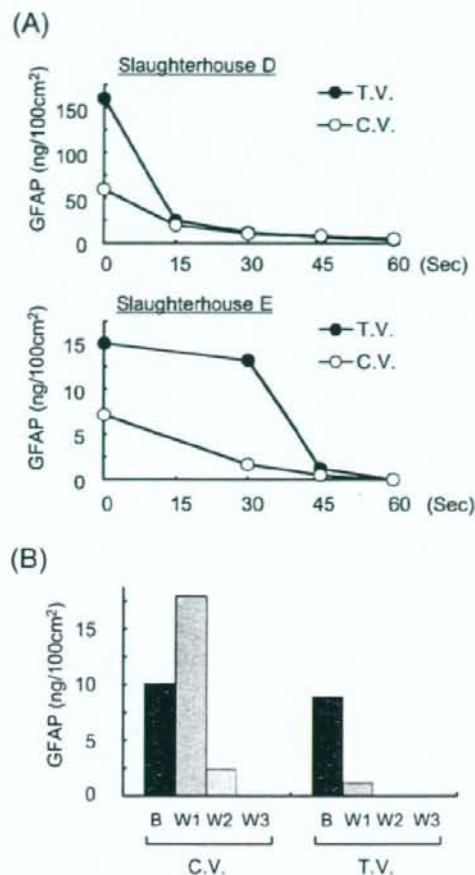 (A)
Slaughterhouse D
GFAP (ng/100cm²)
150
100
50
0
T.V.
C.V.
0 15 30 45 60 (Sec)
Slaughterhouse E
GFAP (ng/100cm²)
15
10
5
0
T.V.
C.V.
0 15 30 45 60 (Sec)
(B)
GFAP (ng/100cm²)
15
10
5
0
B W1 W2 W3 B W1 W2 W3
C.V. T.V.